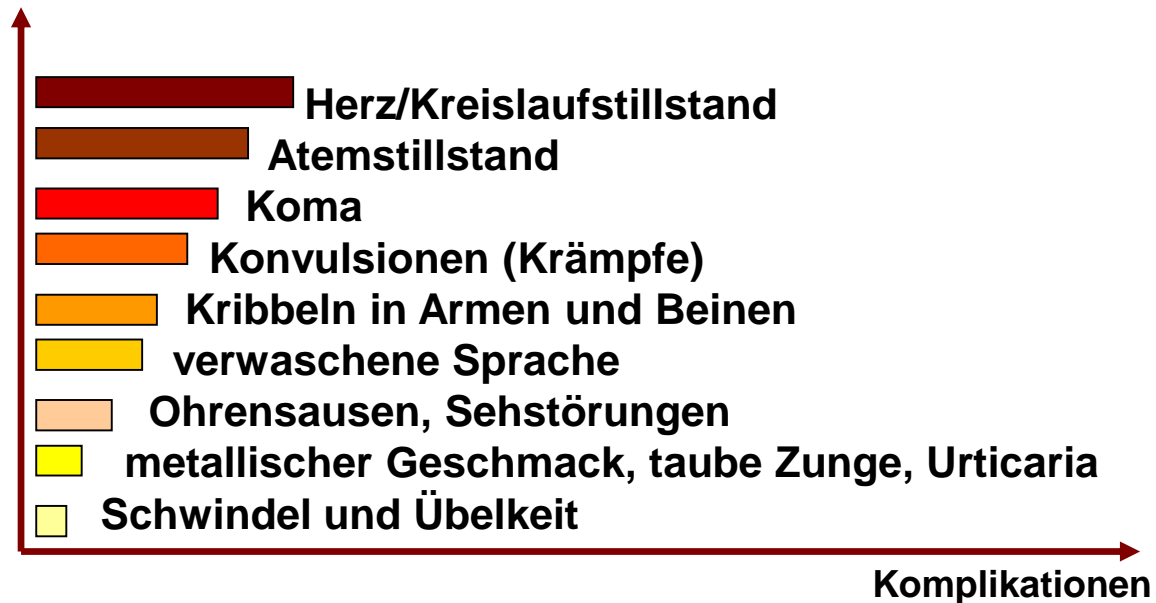 Herz/Kreislaufstillstand
Atemstillstand
Koma
Konvulsionen (Krämpfe)
Kribbeln in Armen und Beinen
verwaschene Sprache
Ohrensausen, Sehstörungen
metallischer Geschmack, taube Zunge, Urticaria
Schwindel und Übelkeit
Komplikationen